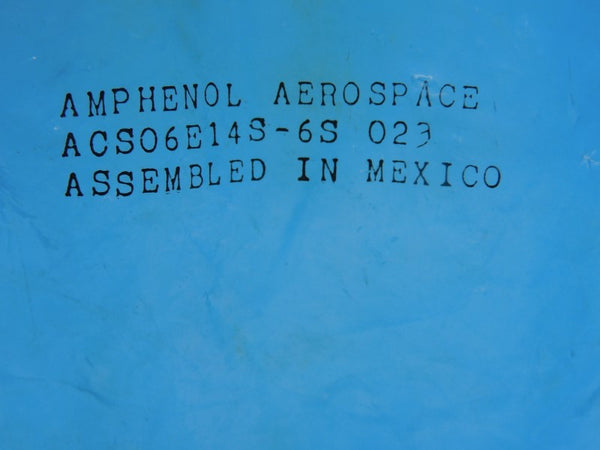 AMPHENOL AEROSPACE
ACS06E14S-6S 023
ASSEMBLED IN MEXICO